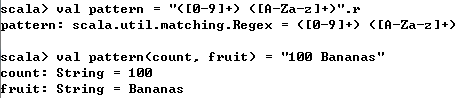 scala> val pattern = "([0-9]+) ([A-Za-z]+)".r
pattern: scala.util.matching.Regex = ([0-9]+) ([A-Za-z]+)
scala> val pattern(count, fruit) = "100 Bananas"
count: String = 100
fruit: String = Bananas